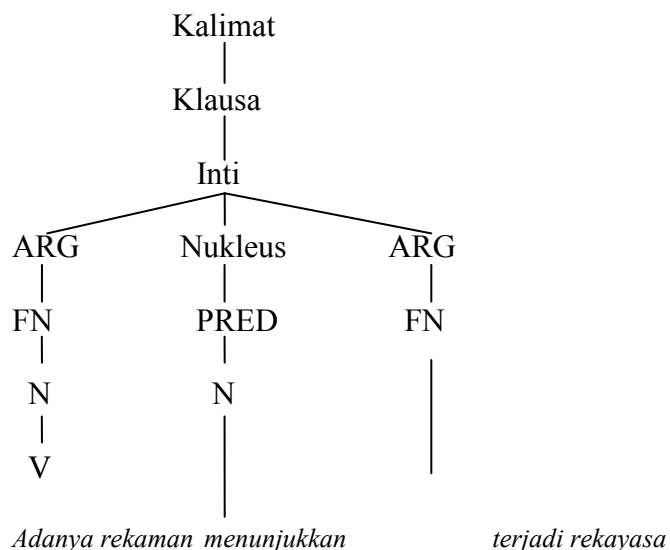 Kalimat
Klausa
Inti
ARG Nukleus ARG
FN PRED FN
N N
V
Adanya rekaman menunjukkan terjadi rekayasa